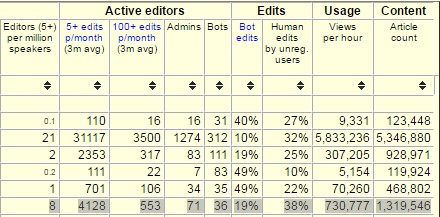 Active editors Edits Usage Content
Editors (5+) per million speakers 5+ edits p/month (3m avg) 100+ edits p/month (3m avg) Admins Bots Bot edits Human edits by unreg. users Views per hour Article count
0.1 110 16 16 31 40% 27% 9,331 123,448
21 31117 3500 1274 312 10% 32% 5,833,236 5,346,880
2 2353 317 83 111 19% 25% 307,205 928,971
0.2 111 22 7 83 49% 10% 5,154 119,924
1 701 106 34 35 49% 22% 70,260 468,802
8 4128 553 71 36 19% 38% 730,777 1,319,546